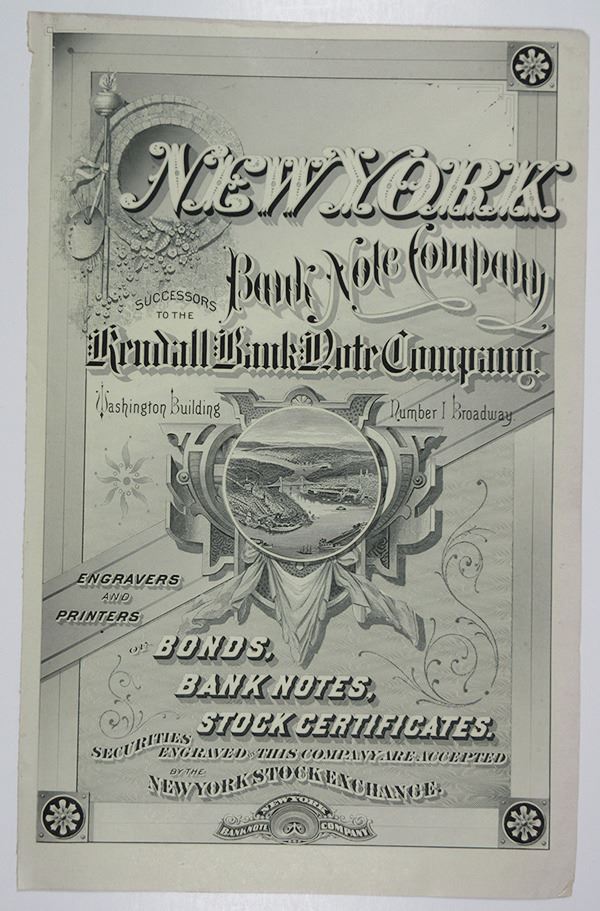 NEW YORK
Bank Note Company
SUCCESSORS
TO THE
Kendall Bank Note Company.
Washington Building
Number 1 Broadway.
ENGRAVERS
AND
PRINTERS
OF BONDS,
BANK NOTES,
STOCK CERTIFICATES.
SECURITIES ENGRAVED BY THIS COMPANY ARE ACCEPTED
BY THE
NEW YORK STOCK EXCHANGE.
NEW YORK
BANK NOTE COMPANY